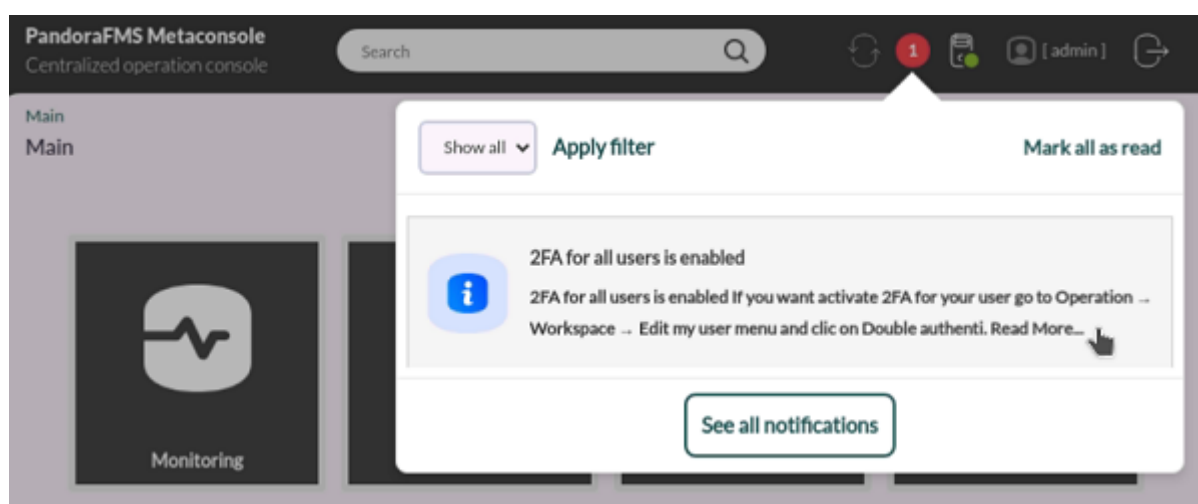 PandoraFMS Metaconsole
Centralized operation console
Search
1
[ admin ]
Main
Main
Show all
Apply filter
Mark all as read
2FA for all users is enabled
2FA for all users is enabled If you want activate 2FA for your user go to Operation →
Workspace → Edit my user menu and clic on Double authenti. Read More...
See all notifications
Monitoring